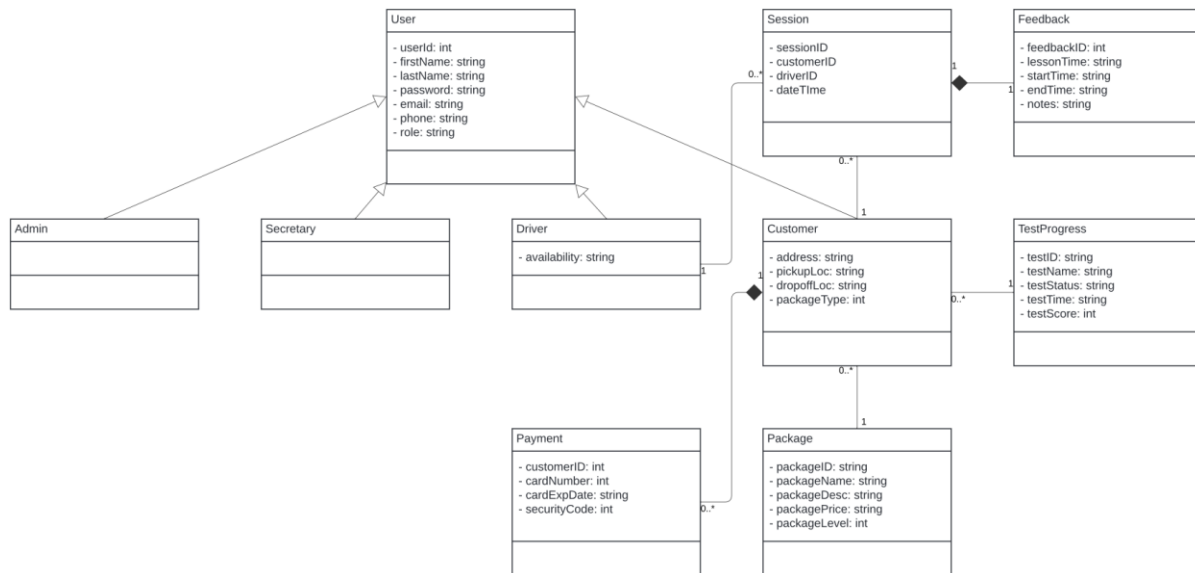 User
- userId: int
- firstName: string
- lastName: string
- password: string
- email: string
- phone: string
- role: string
Session
- sessionID
- customerID
- driverID
- dateTIme
0..*
1
1
0..*
Feedback
- feedbackID: int
- lessonTime: string
- startTime: string
- endTime: string
- notes: string
Admin
Secretary
Driver
- availability: string
1
1
Customer
- address: string
- pickupLoc: string
- dropoffLoc: string
- packageType: int
1
0..*
1
0..*
TestProgress
- testID: string
- testName: string
- testStatus: string
- testTime: string
- testScore: int
Payment
- customerID: int
- cardNumber: int
- cardExpDate: string
- securityCode: int
0..*
1
Package
- packageID: string
- packageName: string
- packageDesc: string
- packagePrice: string
- packageLevel: int